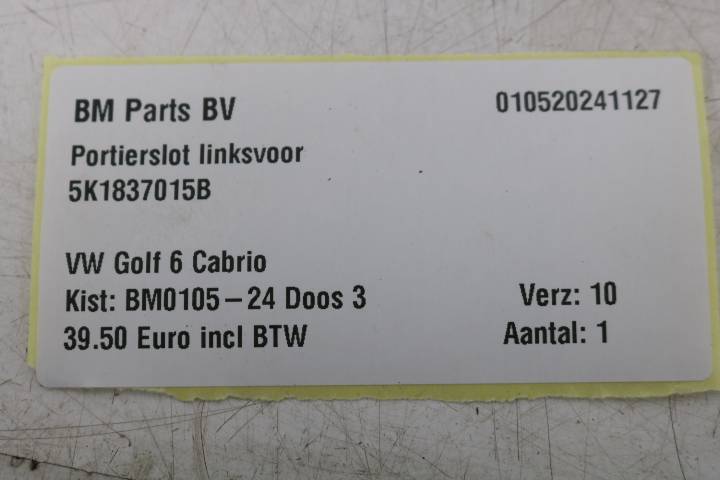 BM Parts BV 010520241127
Portierslot linksvoor
5K1837015B
VW Golf 6 Cabrio
Kist: BM0105-24 Doos 3 Verz: 10
39.50 Euro incl BTW Aantal: 1